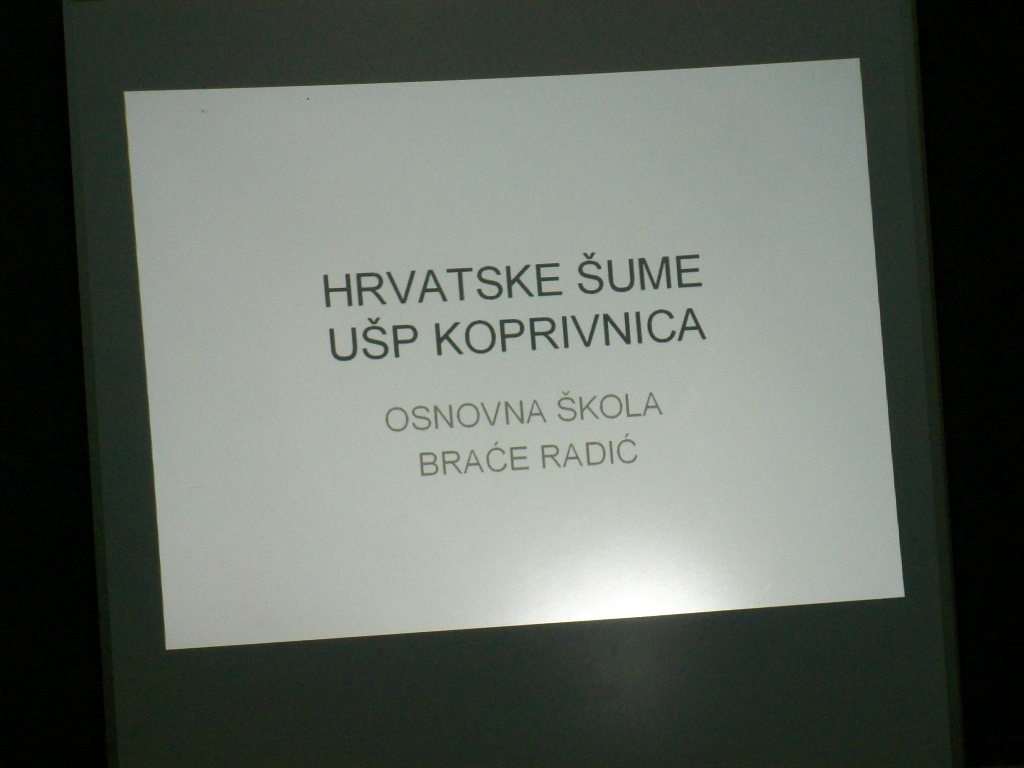 HRVATSKE ŠUME
UŠP KOPRIVNICA
OSNOVNA ŠKOLA
BRAĆE RADIĆ